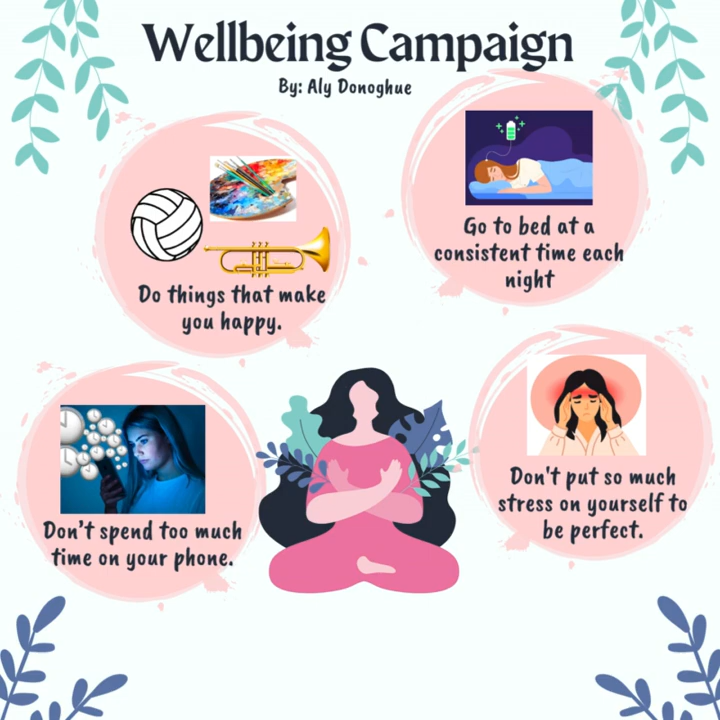 Wellbeing Campaign
By: Aly Donoghue
Do things that make
you happy.
Go to bed at a
consistent time each
night
Don't spend too much
time on your phone.
Don't put so much
stress on yourself to
be perfect.